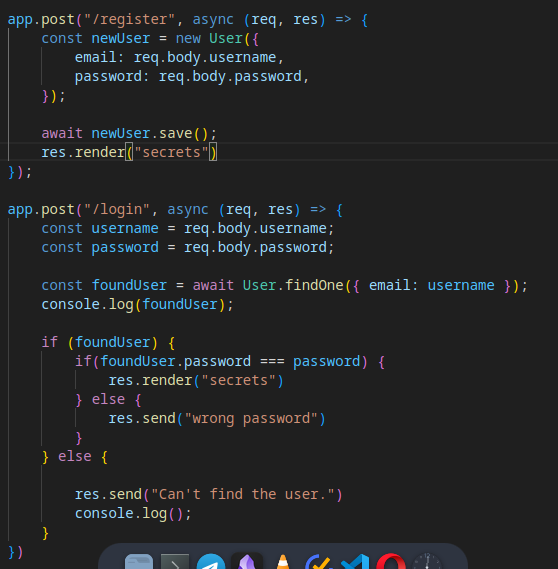 app.post("/register", async (req, res) => {
    const newUser = new User({
        email: req.body.username,
        password: req.body.password,
    });

    await newUser.save();
    res.render("secrets")
});

app.post("/login", async (req, res) => {
    const username = req.body.username;
    const password = req.body.password;

    const foundUser = await User.findOne({ email: username });
    console.log(foundUser);

    if (foundUser) {
        if(foundUser.password === password) {
            res.render("secrets")
        } else {
            res.send("wrong password")
        }
    } else {

        res.send("Can't find the user.")
        console.log();
    }
})